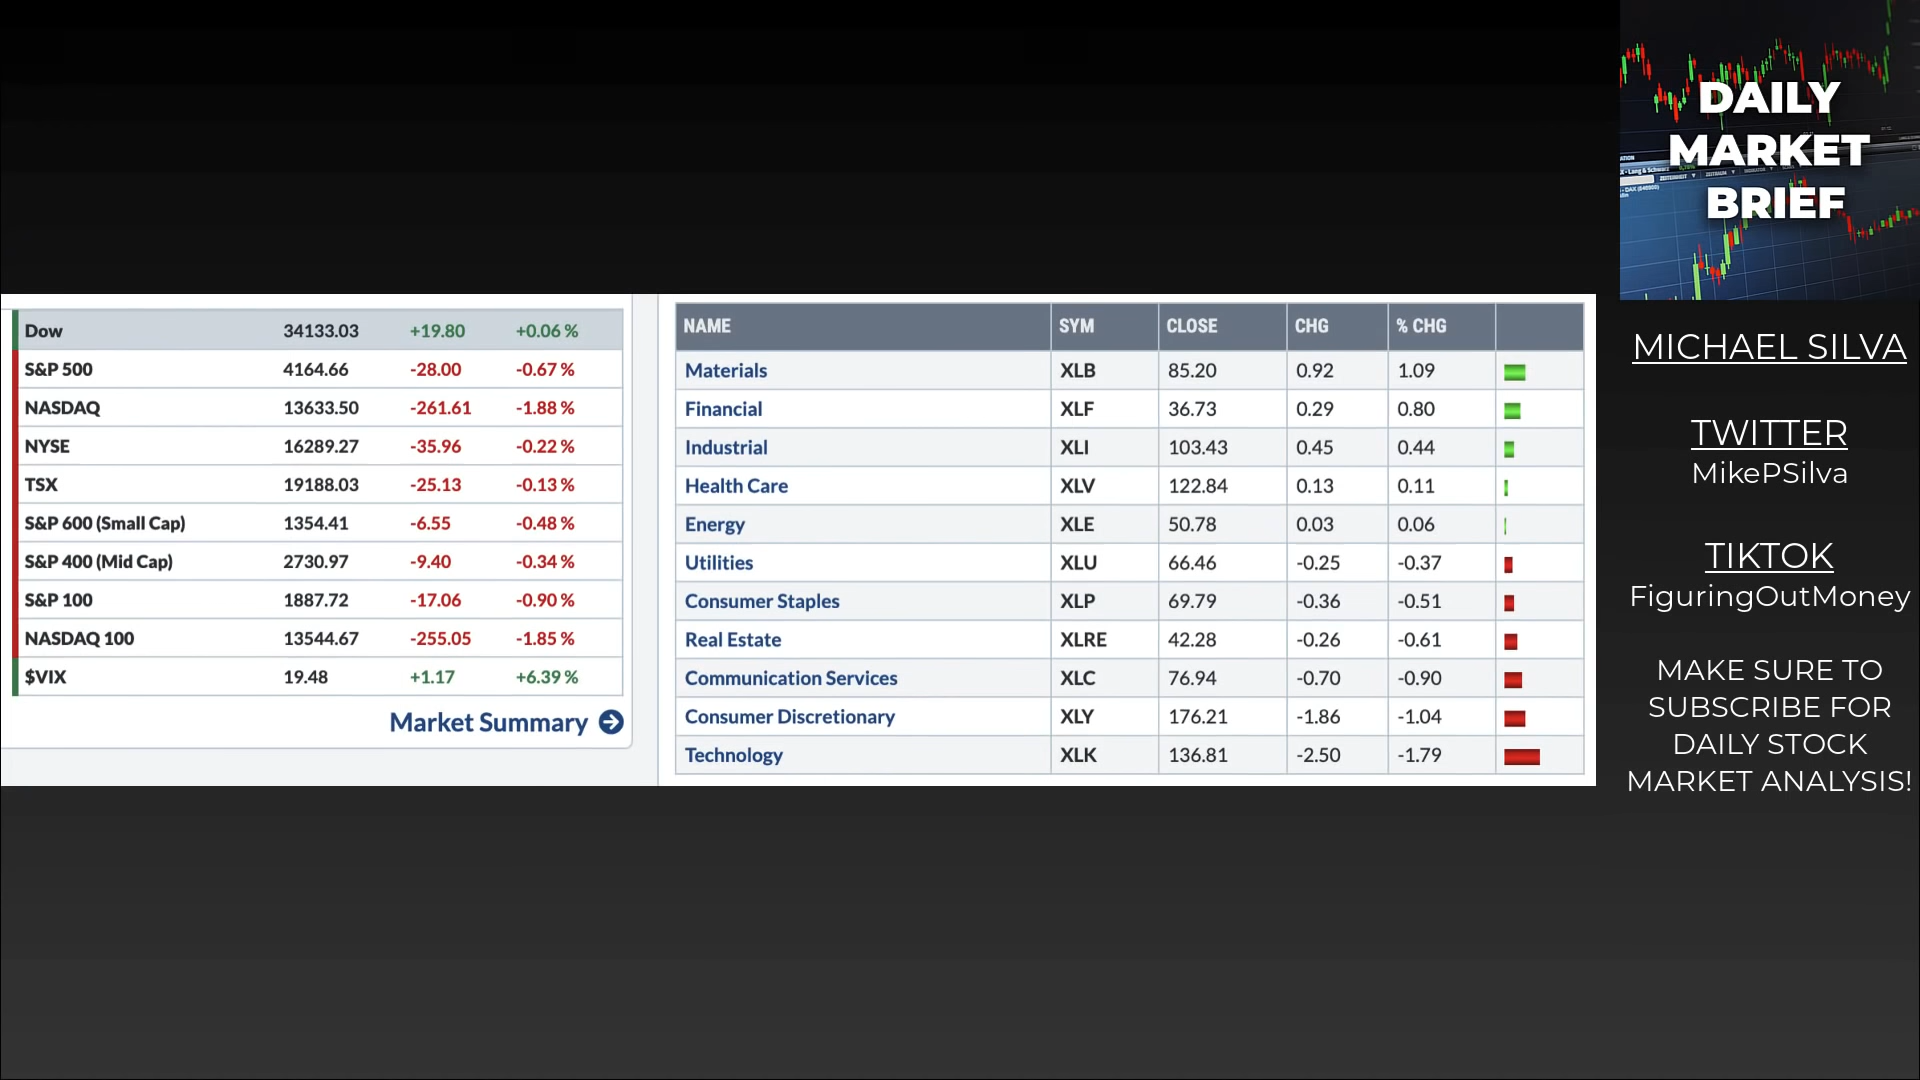 Dow 34133.03 +19.80 +0.06 %
S&P 500 4164.66 -28.00 -0.67 %
NASDAQ 13633.50 -261.61 -1.88 %
NYSE 16289.27 -35.96 -0.22 %
TSX 19188.03 -25.13 -0.13 %
S&P 600 (Small Cap) 1354.41 -6.55 -0.48 %
S&P 400 (Mid Cap) 2730.97 -9.40 -0.34 %
S&P 100 1887.72 -17.06 -0.90 %
NASDAQ 100 13544.67 -255.05 -1.85 %
$VIX 19.48 +1.17 +6.39 %
Market Summary
NAME SYM CLOSE CHG % CHG
Materials XLB 85.20 0.92 1.09
Financial XLF 36.73 0.29 0.80
Industrial XLI 103.43 0.45 0.44
Health Care XLV 122.84 0.13 0.11
Energy XLE 50.78 0.03 0.06
Utilities XLU 66.46 -0.25 -0.37
Consumer Staples XLP 69.79 -0.36 -0.51
Real Estate XLRE 42.28 -0.26 -0.61
Communication Services XLC 76.94 -0.70 -0.90
Consumer Discretionary XLY 176.21 -1.86 -1.04
Technology XLK 136.81 -2.50 -1.79
DAILY
MARKET
BRIEF
MICHAEL SILVA
TWITTER
MikePSilva
TIKTOK
FiguringOutMoney
MAKE SURE TO
SUBSCRIBE FOR
DAILY STOCK
MARKET ANALYSIS!